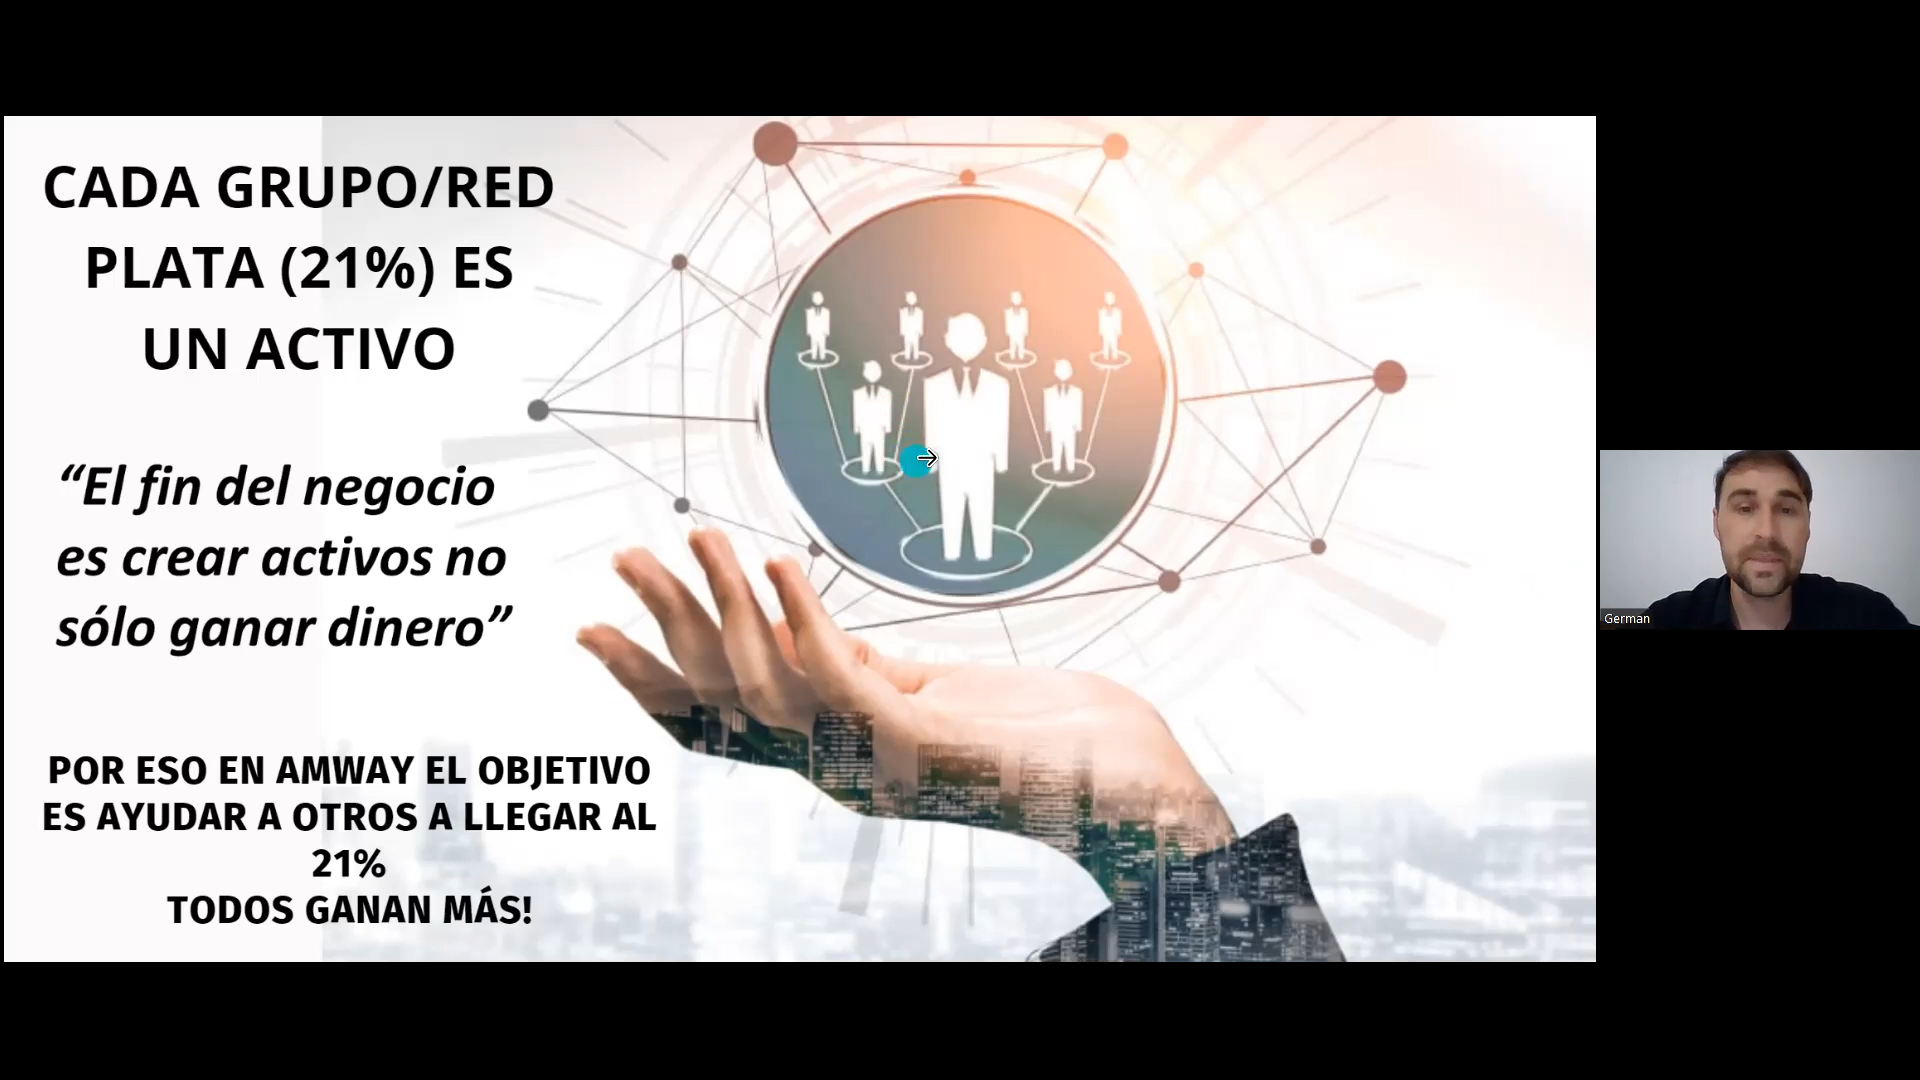 CADA GRUPO/RED
PLATA (21%) ES
UN ACTIVO
“El fin del negocio
es crear activos no
sólo ganar dinero”
POR ESO EN AMWAY EL OBJETIVO
ES AYUDAR A OTROS A LLEGAR AL
21%
TODOS GANAN MÁS!
German